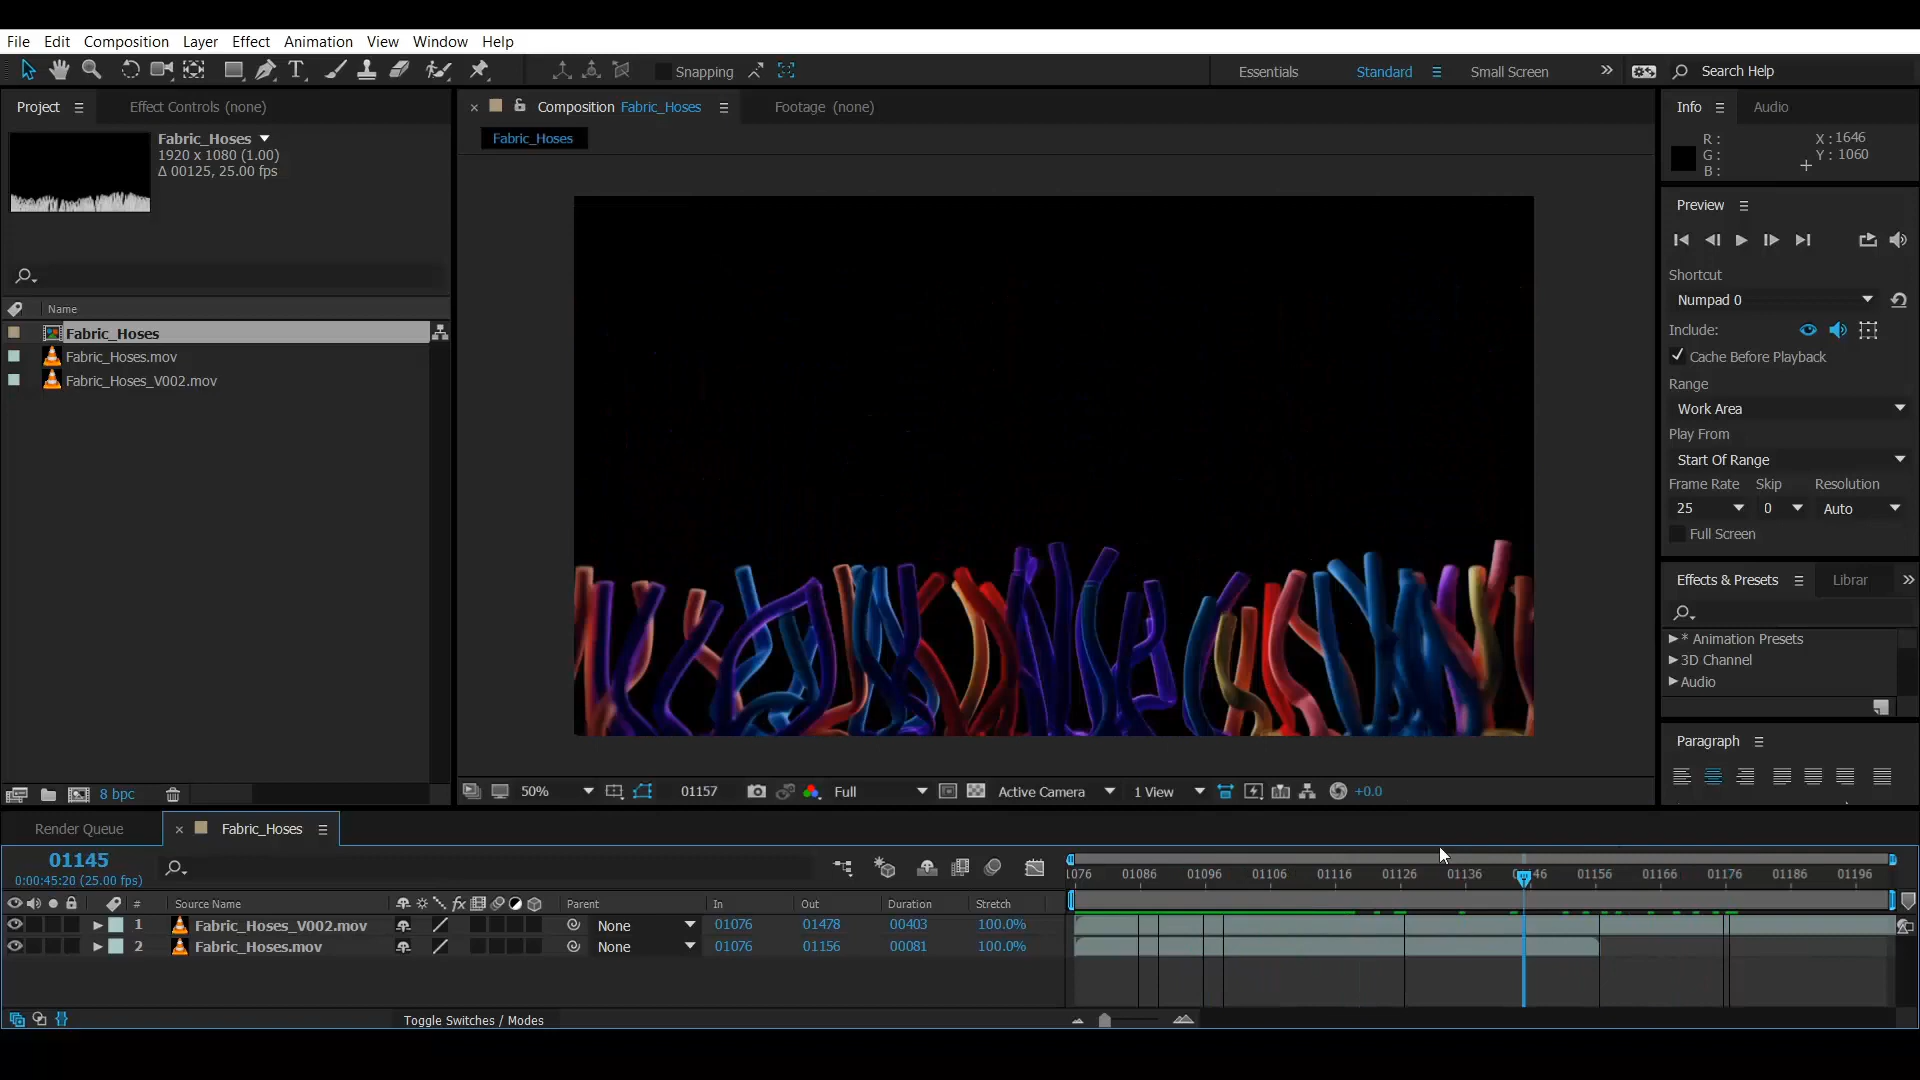 File Edit Composition Layer Effect Animation View Window Help
Snapping
Essentials Standard Small Screen Search Help
Project Effect Controls (none)
Fabric_Hoses
1920 x 1080 (1.00)
Δ 00125, 25.00 fps
Name
Fabric_Hoses
Fabric_Hoses.mov
Fabric_Hoses_V002.mov
8 bpc
Composition Fabric_Hoses Footage (none)
Fabric_Hoses
50% 01157 Full Active Camera 1 View +0.0
Info Audio
R : X : 1646
G : Y : 1060
B :
Preview
Shortcut
Numpad 0
Include:
Cache Before Playback
Range
Work Area
Play From
Start Of Range
Frame Rate Skip Resolution
25 0 Auto
Full Screen
Effects & Presets Librar
* Animation Presets
3D Channel
Audio
Paragraph
Render Queue Fabric_Hoses
01145
0:00:45:20 (25.00 fps)
1076 01086 01096 01106 01116 01126 01136 01156 01166 01176 01186 01196
# Source Name fx Parent In Out Duration Stretch
1 Fabric_Hoses_V002.mov None 01076 01478 00403 100.0%
2 Fabric_Hoses.mov None 01076 01156 00081 100.0%
Toggle Switches / Modes